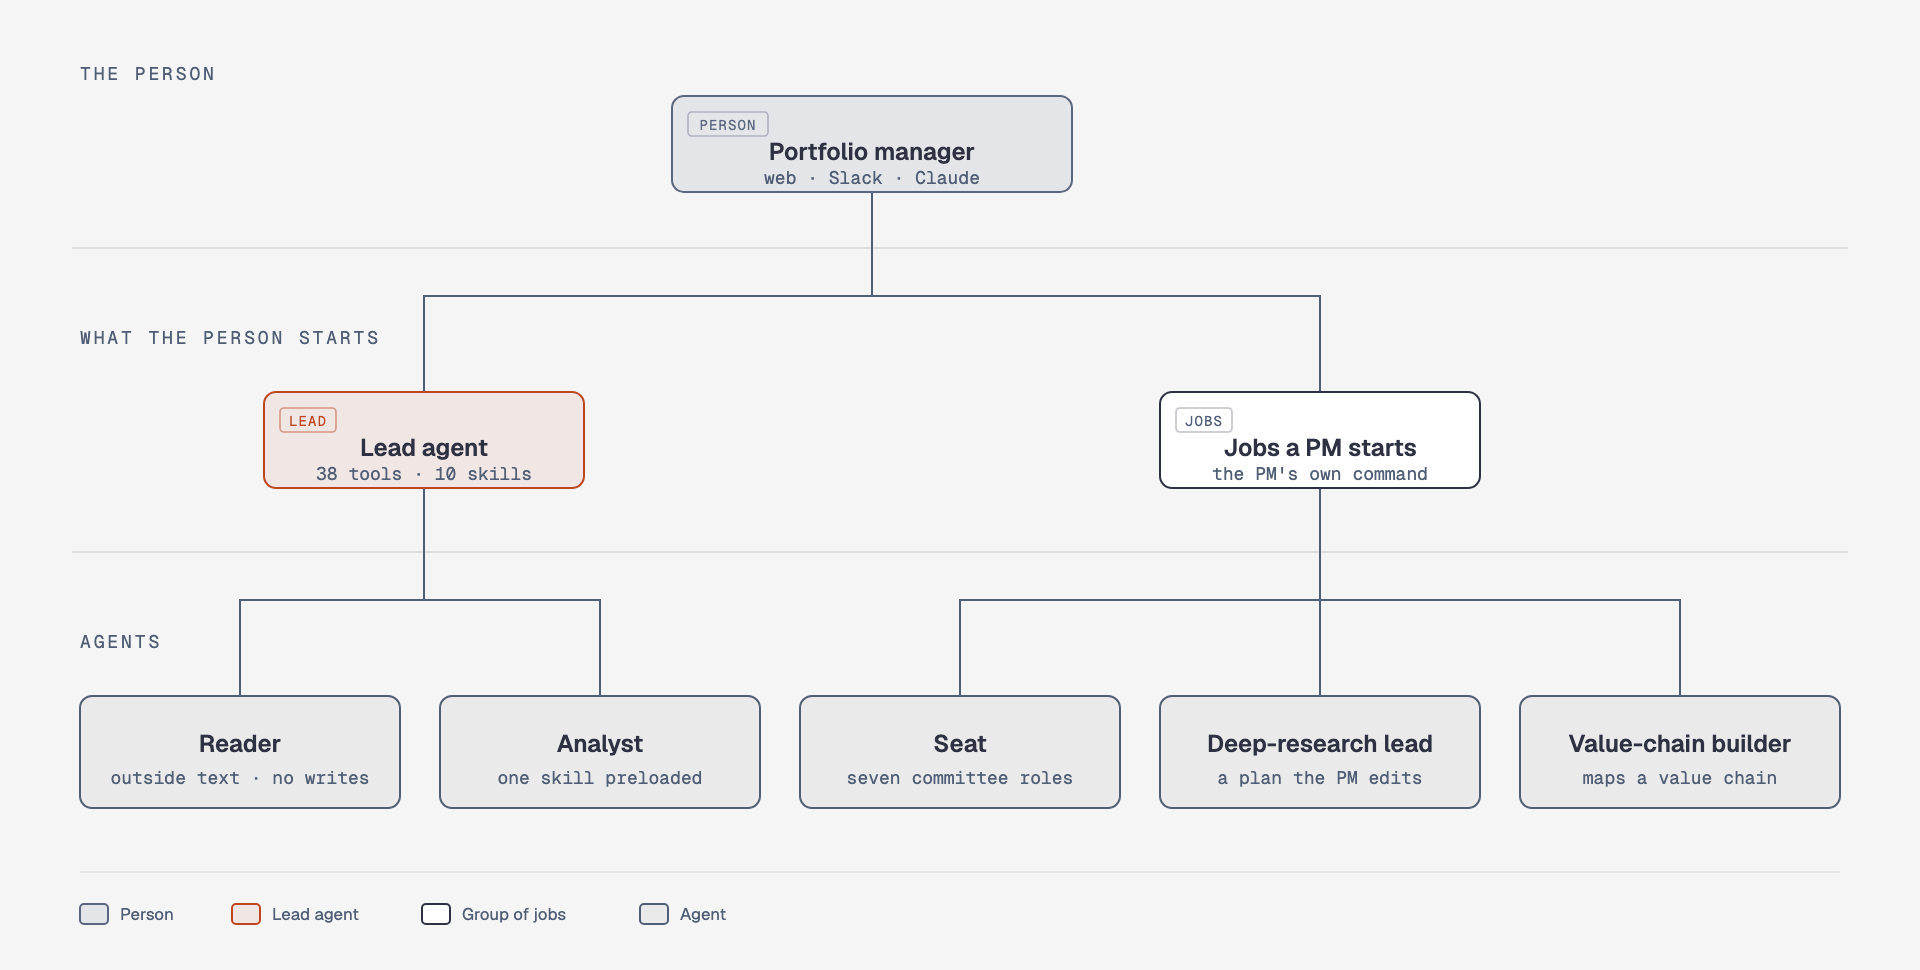 THE PERSON
PERSON
Portfolio manager
web · Slack · Claude
WHAT THE PERSON STARTS
LEAD
Lead agent
38 tools · 10 skills
JOBS
Jobs a PM starts
the PM's own command
AGENTS
Reader
outside text · no writes
Analyst
one skill preloaded
Seat
seven committee roles
Deep-research lead
a plan the PM edits
Value-chain builder
maps a value chain
Person
Lead agent
Group of jobs
Agent